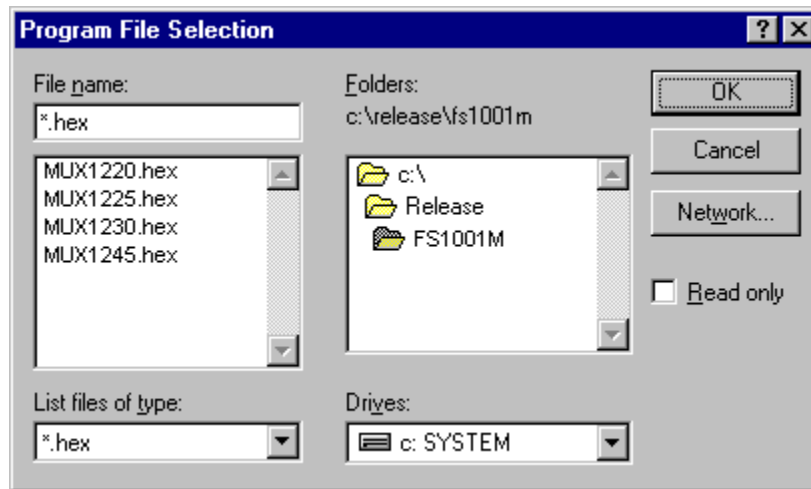 Program File Selection
File name:
*.hex
MUX1220.hex
MUX1225.hex
MUX1230.hex
MUX1245.hex
List files of type:
*.hex
Folders:
c:\release\fs1001m
c:\
Release
FS1001M
Drives:
c: SYSTEM
OK
Cancel
Network...
Read only